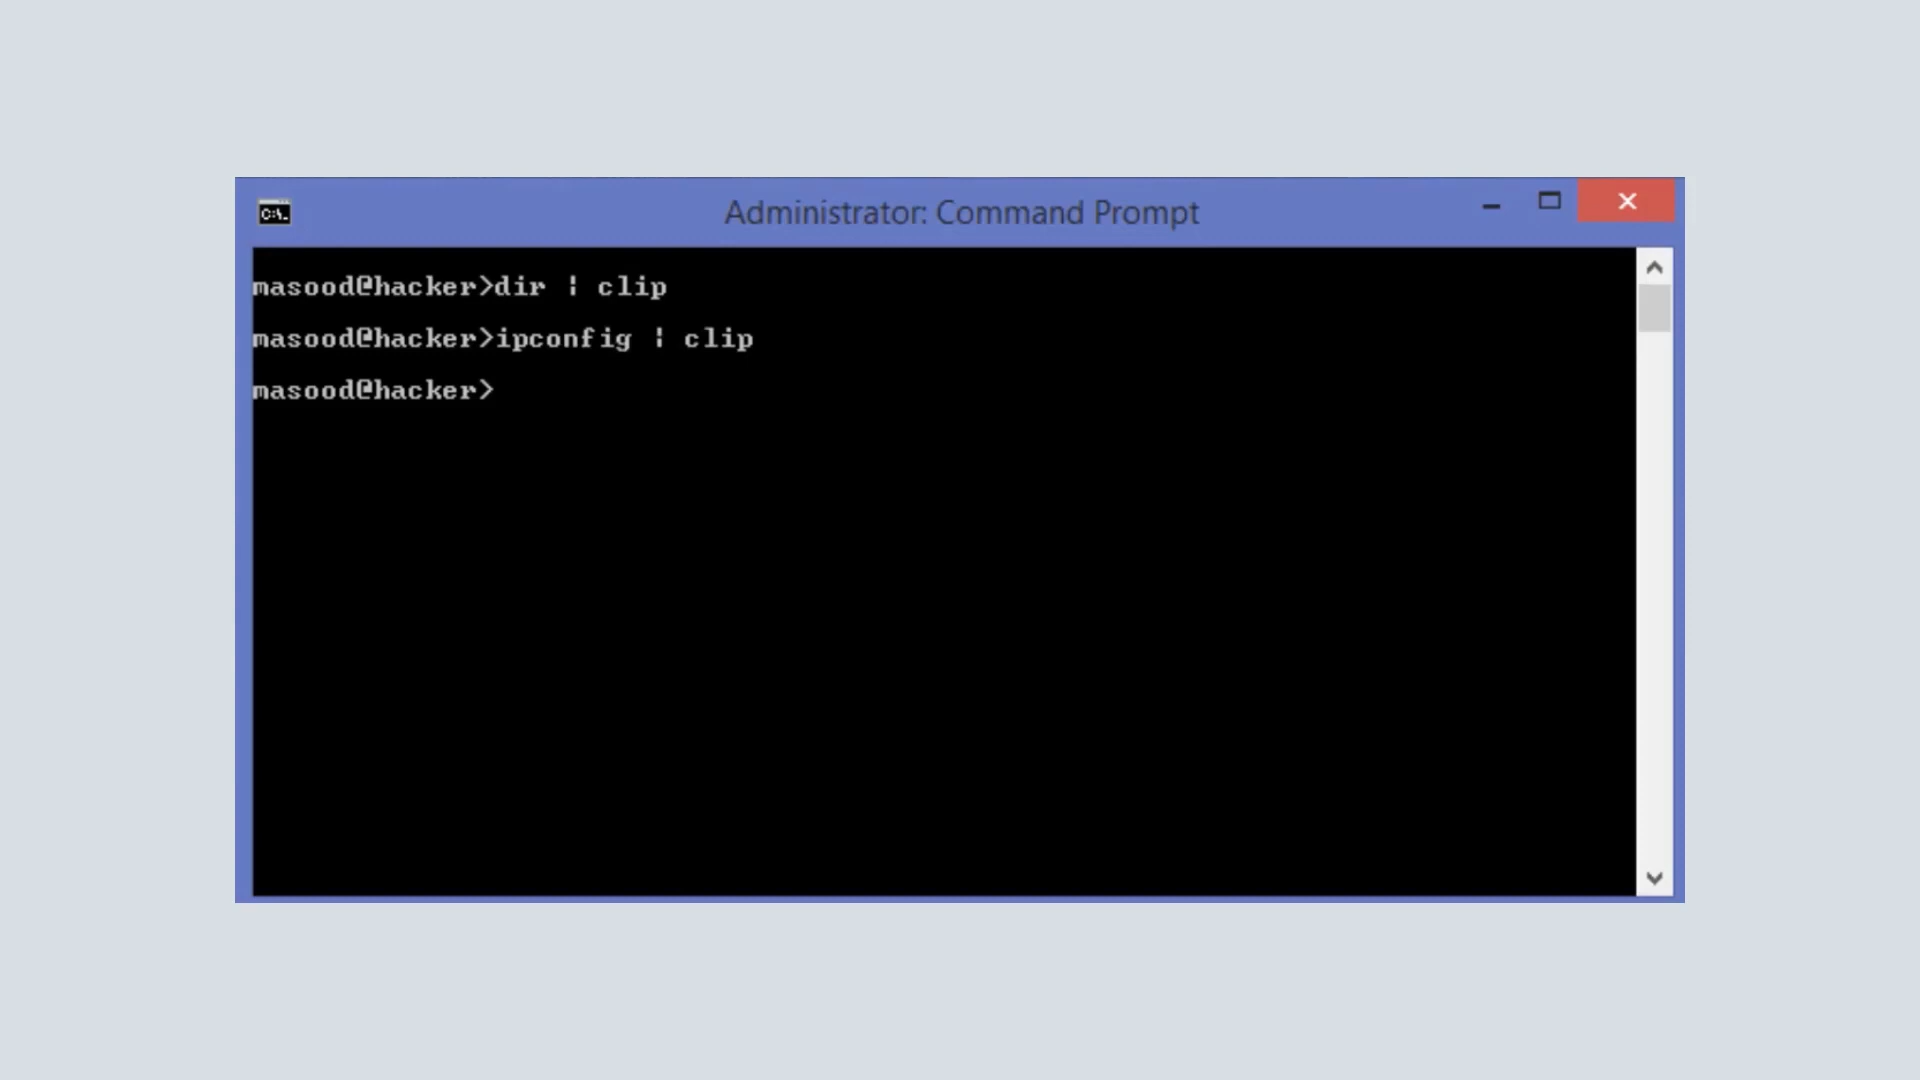 C:\.
Administrator: Command Prompt
masood@hacker>dir | clip
masood@hacker>ipconfig | clip
masood@hacker>